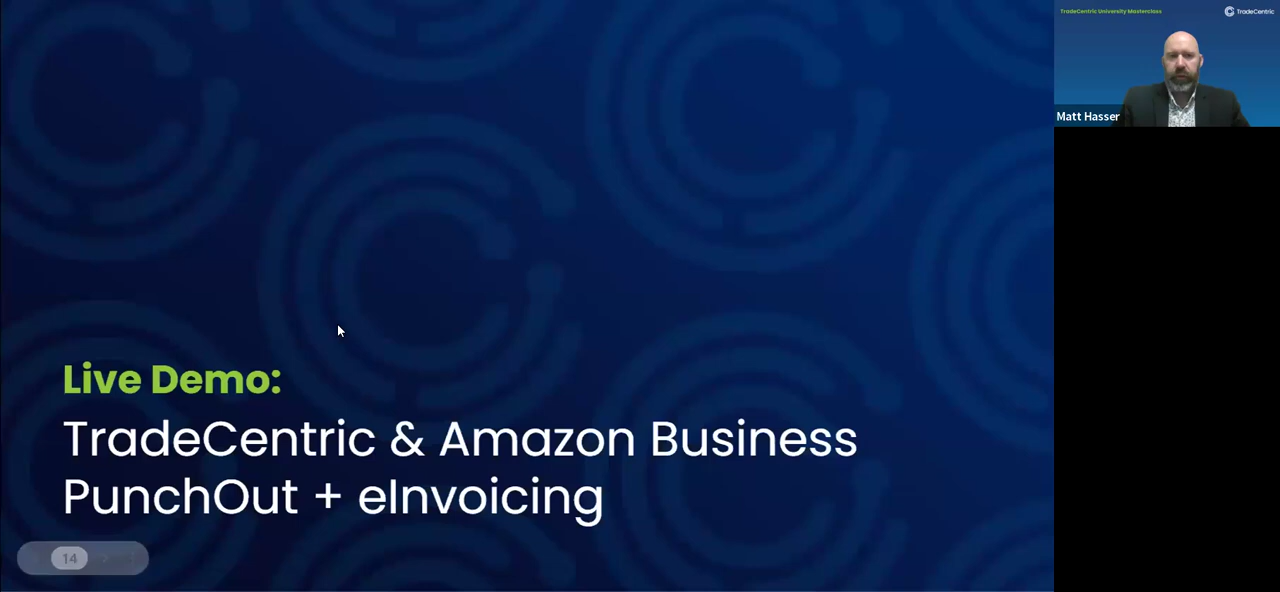 TradeCentric University Masterclass
TradeCentric
Matt Hasser
Live Demo:
TradeCentric & Amazon Business
PunchOut + eInvoicing
14